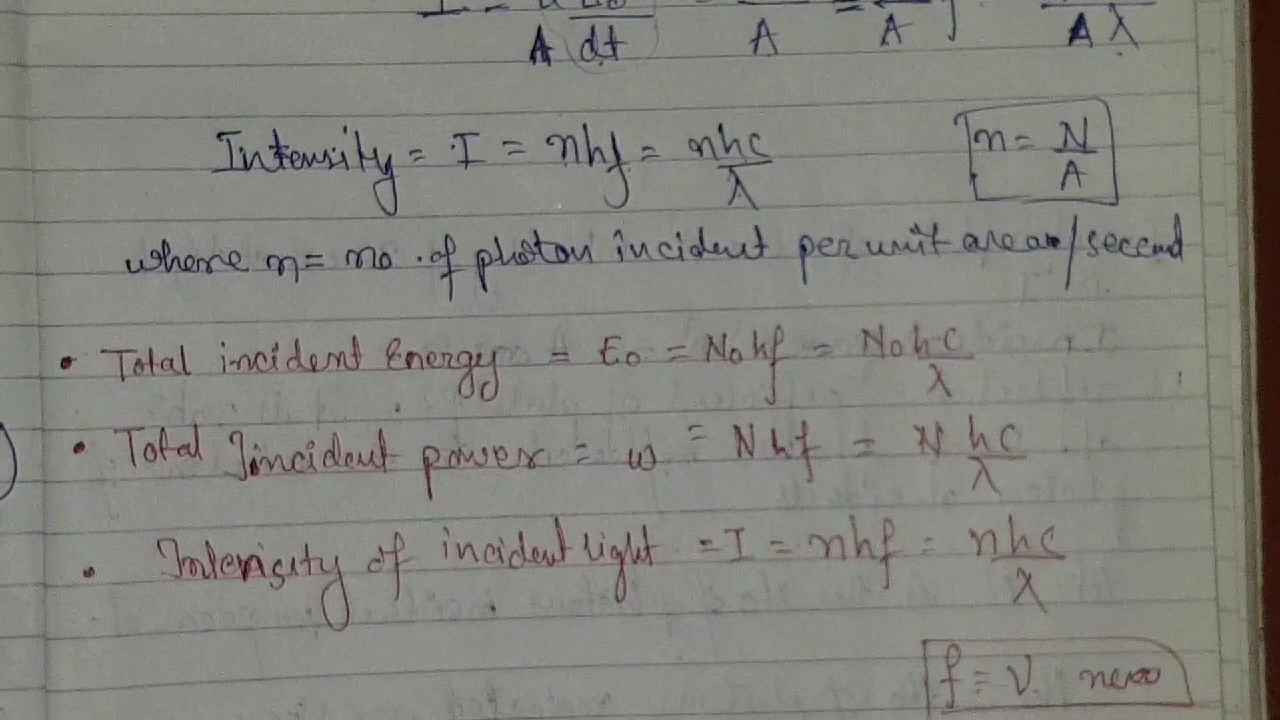 A dt A A A λ
Intensity = I = nhf = nhc/λ n = N/A
where n = no. of photon incident per unit area/second
• Total incident Energy = E₀ = N₀hf = N₀hc/λ
• Total Incident power = w = Nhf = N hc/λ
• Intensity of incident light = I = nhf = nhc/λ
f = ν